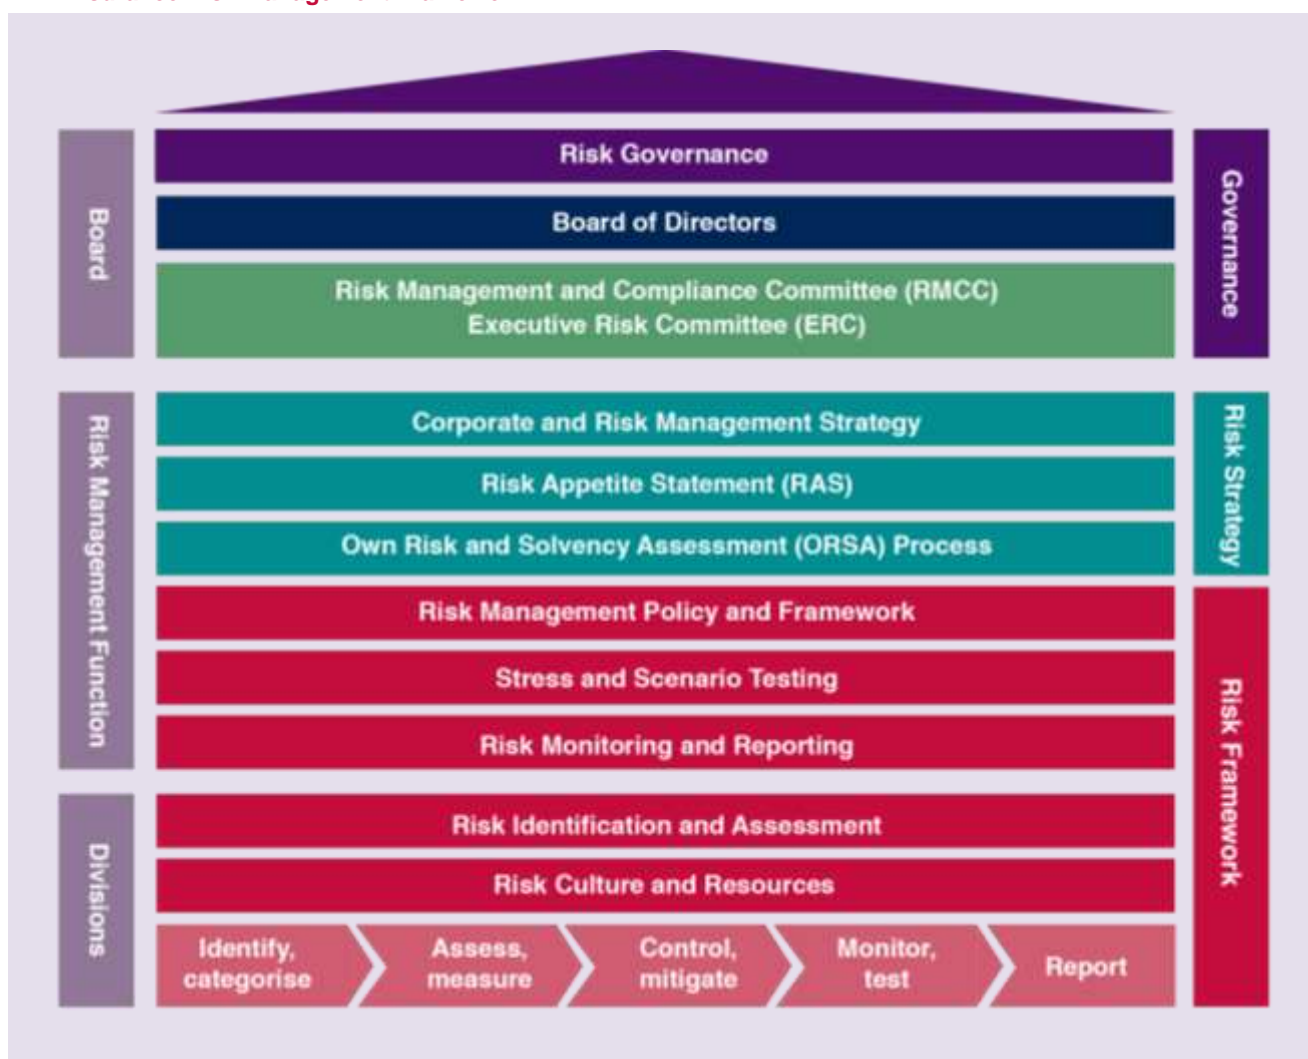 Risk Governance
Board of Directors
Risk Management and Compliance Committee (RMCC)
Executive Risk Committee (ERC)
Board
Governance
Corporate and Risk Management Strategy
Risk Appetite Statement (RAS)
Own Risk and Solvency Assessment (ORSA) Process
Risk Management Policy and Framework
Stress and Scenario Testing
Risk Monitoring and Reporting
Risk Management Function
Risk Strategy
Risk Identification and Assessment
Risk Culture and Resources
Identify,
categorise
Assess,
measure
Control,
mitigate
Monitor,
test
Report
Divisions
Risk Framework